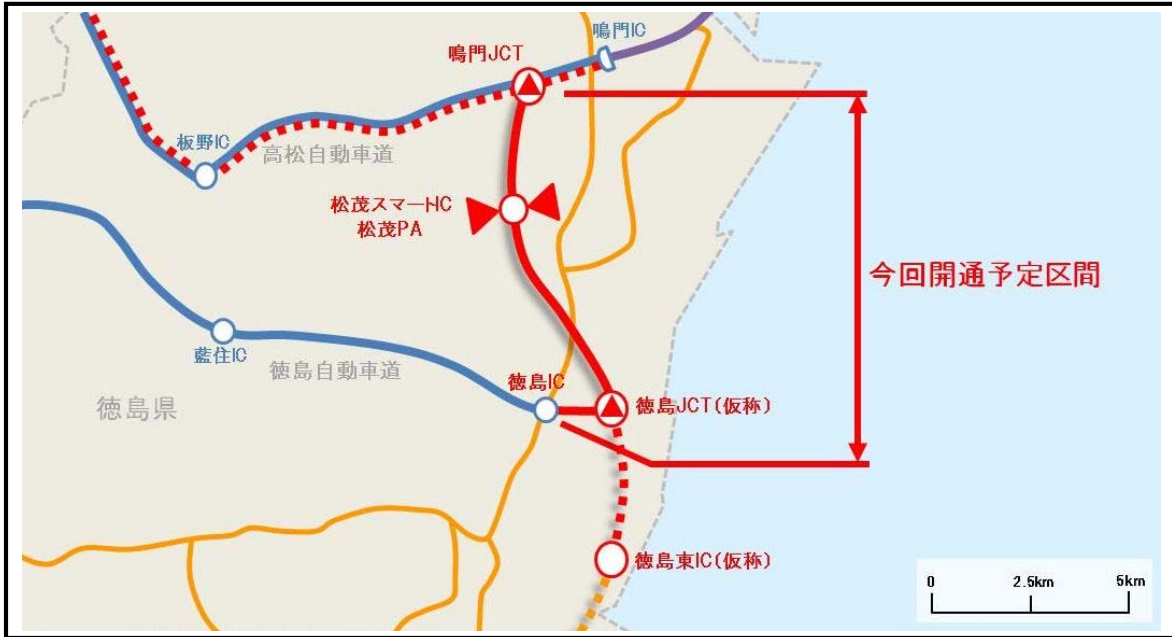 鳴門IC
鳴門JCT
板野IC
高松自動車道
松茂スマートIC
松茂PA
今回開通予定区間
藍住IC
徳島自動車道
徳島IC
徳島県
徳島JCT(仮称)
徳島東IC(仮称)
0 2.5km 5km